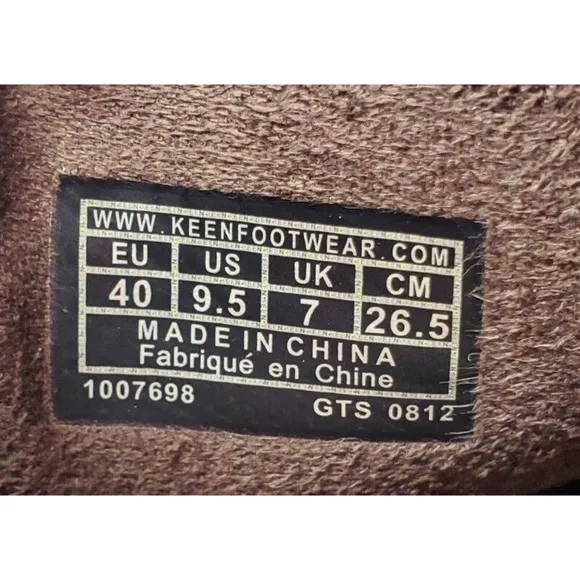 WWW.KEENFOOTWEAR.COM
EU US UK CM
40 9.5 7 26.5
MADE IN CHINA
Fabriqué en Chine
1007698 GTS 0812